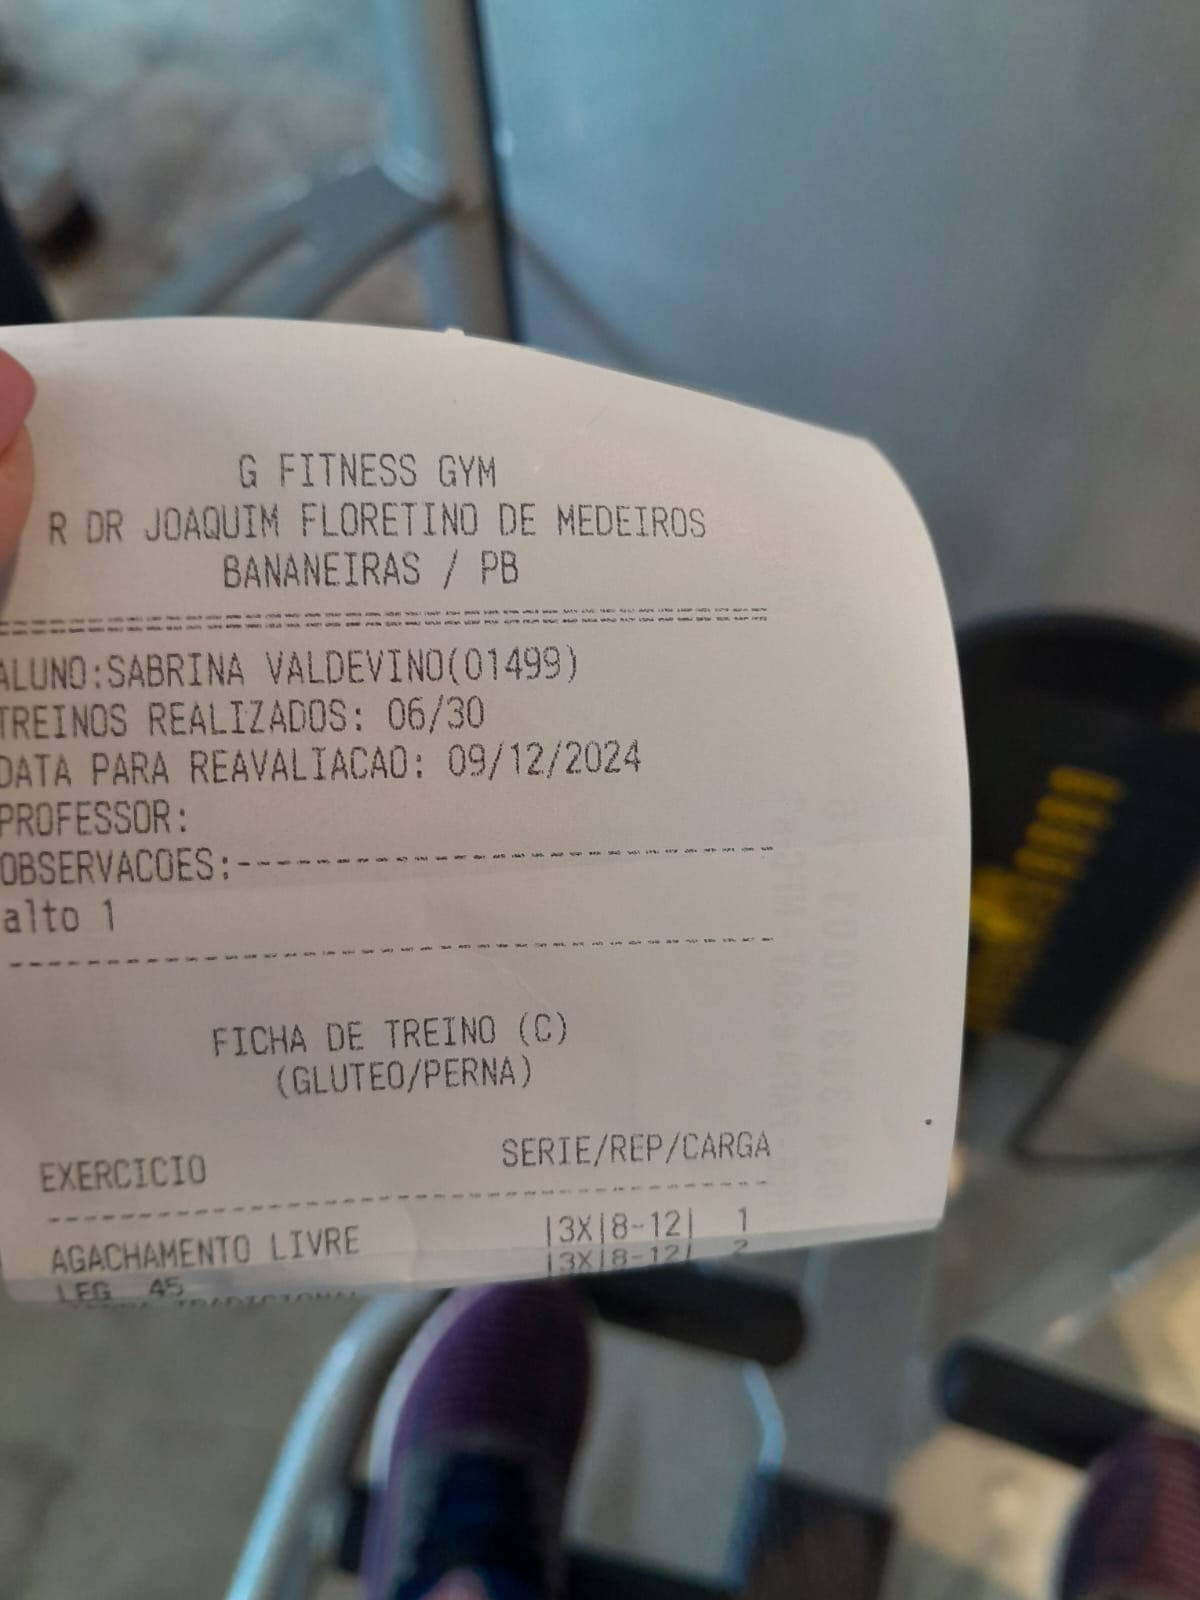 G FITNESS GYM
R DR JOAQUIM FLORETINO DE MEDEIROS
BANANEIRAS / PB
ALUNO:SABRINA VALDEVINO(01499)
TREINOS REALIZADOS: 06/30
DATA PARA REAVALIACAO: 09/12/2024
PROFESSOR:
OBSERVACOES:--------------------------------
alto 1
FICHA DE TREINO (C)
(GLUTEO/PERNA)
EXERCICIO SERIE/REP/CARGA
AGACHAMENTO LIVRE |3X|8-12| 1
LEG 45 |3X|8-12| 2